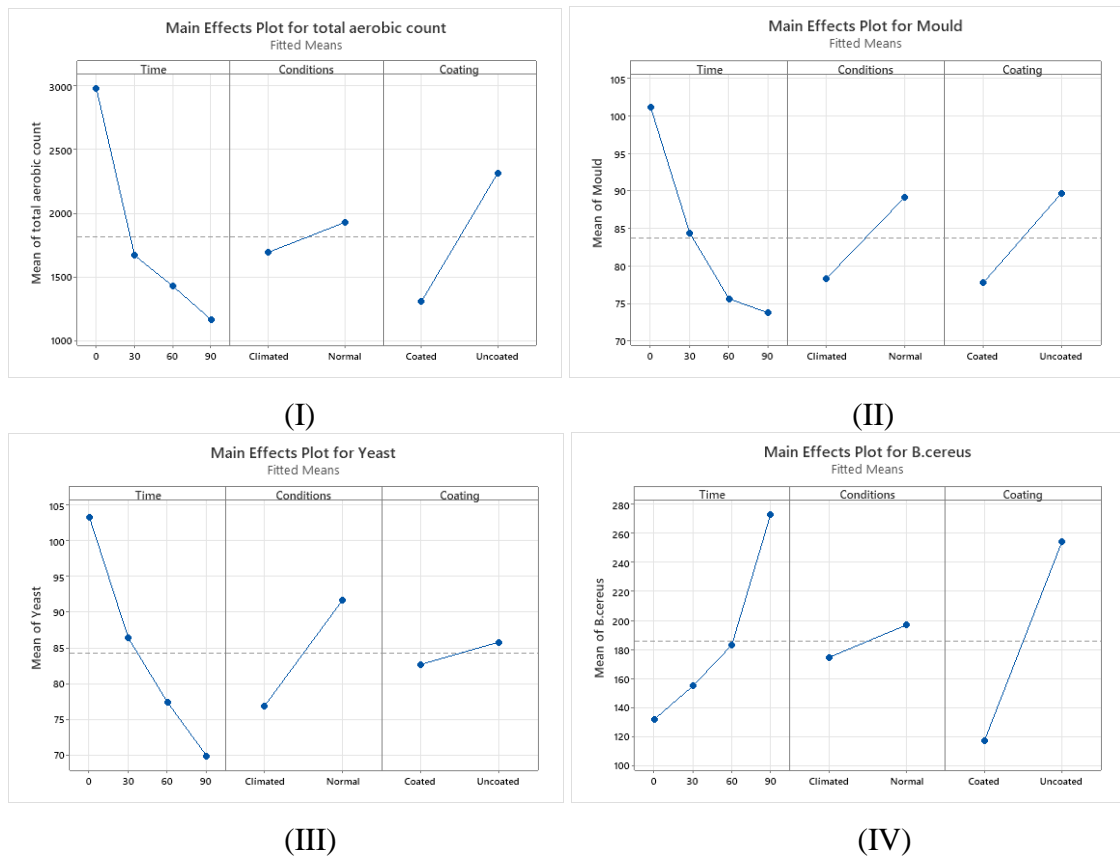 Main Effects Plot for total aerobic count
Fitted Means
Time Conditions Coating
Mean of total aerobic count
3000
2500
2000
1500
1000
0 30 60 90 Climated Normal Coated Uncoated
(I)
Main Effects Plot for Mould
Fitted Means
Time Conditions Coating
Mean of Mould
105
100
95
90
85
80
75
70
0 30 60 90 Climated Normal Coated Uncoated
(II)
Main Effects Plot for Yeast
Fitted Means
Time Conditions Coating
Mean of Yeast
105
100
95
90
85
80
75
70
0 30 60 90 Climated Normal Coated Uncoated
(III)
Main Effects Plot for B.cereus
Fitted Means
Time Conditions Coating
Mean of B.cereus
280
260
240
220
200
180
160
140
120
100
0 30 60 90 Climated Normal Coated Uncoated
(IV)